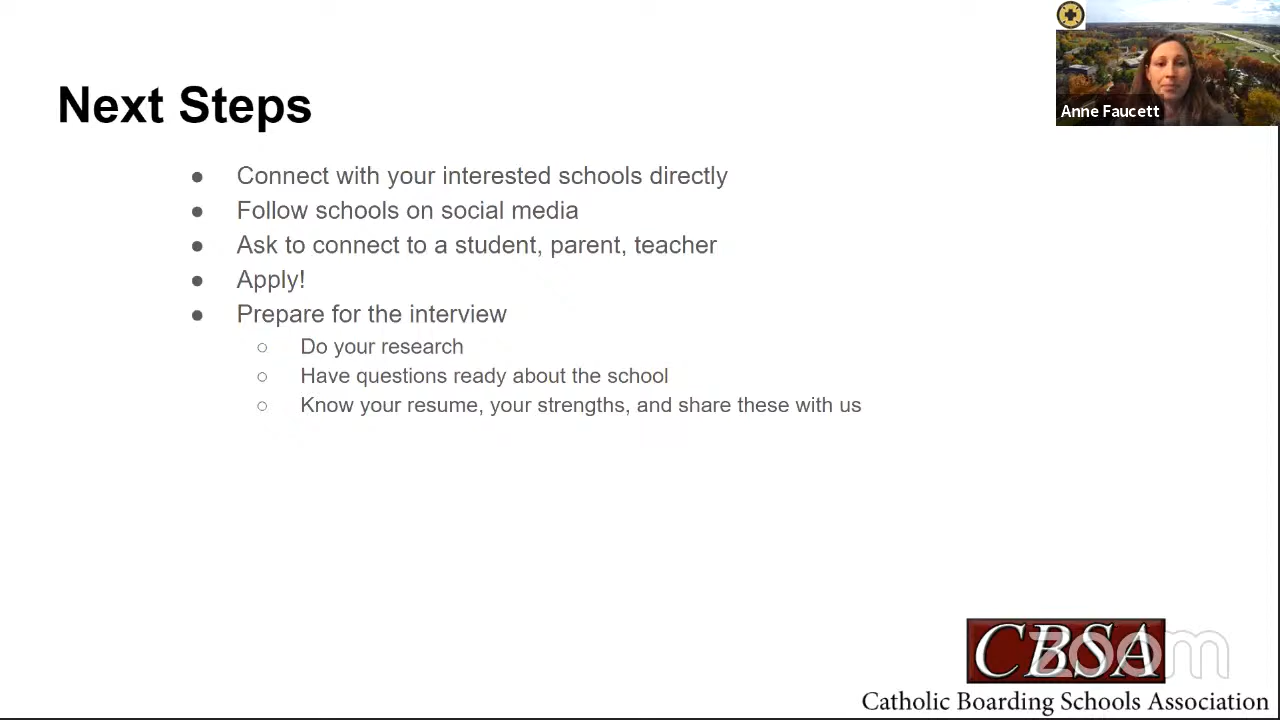 Anne Faucett
Next Steps
● Connect with your interested schools directly
● Follow schools on social media
● Ask to connect to a student, parent, teacher
● Apply!
● Prepare for the interview
○ Do your research
○ Have questions ready about the school
○ Know your resume, your strengths, and share these with us
CBSA
zoom
Catholic Boarding Schools Association